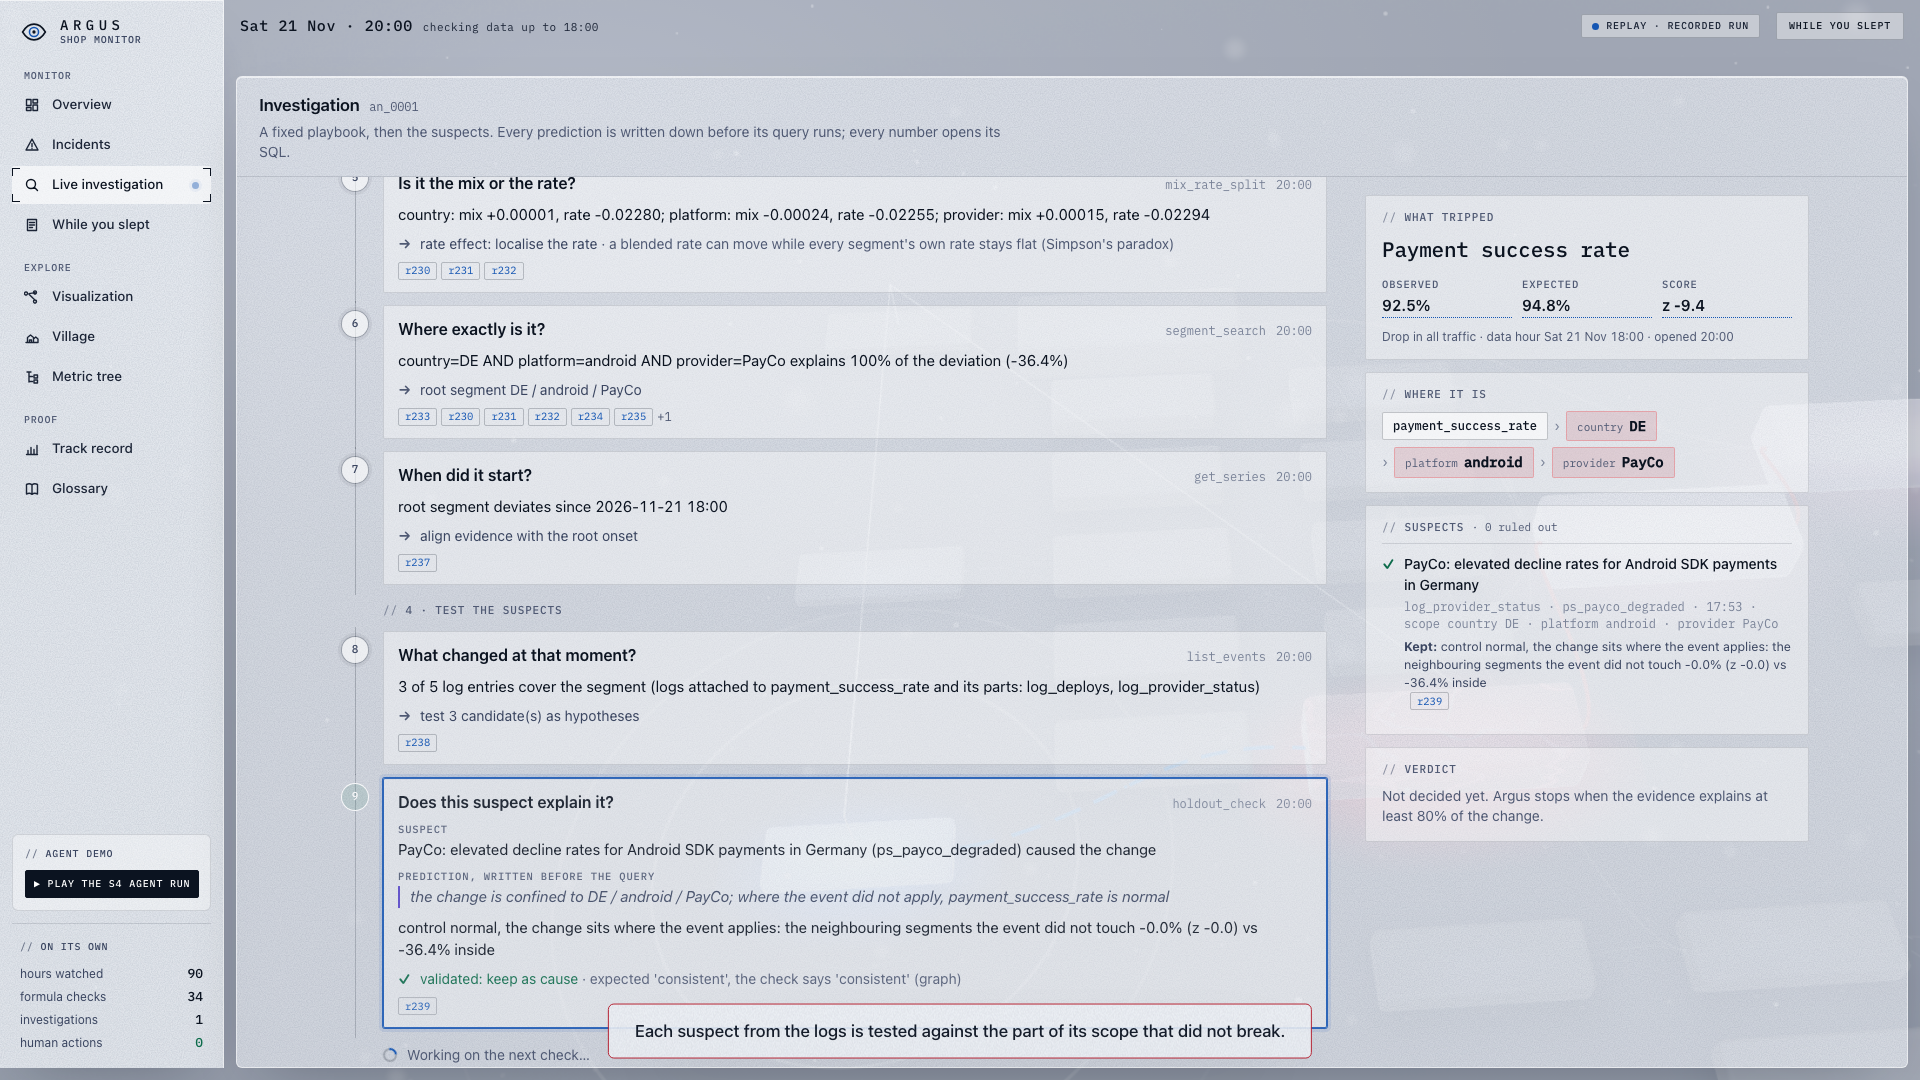 ARGUS
SHOP MONITOR
MONITOR
Overview
Incidents
Live investigation
While you slept
EXPLORE
Visualization
Village
Metric tree
PROOF
Track record
Glossary
// AGENT DEMO
▶ PLAY THE S4 AGENT RUN
// ON ITS OWN
hours watched 90
formula checks 34
investigations 1
human actions 0
Sat 21 Nov · 20:00 checking data up to 18:00
REPLAY · RECORDED RUN
WHILE YOU SLEPT
Investigation an_0001
A fixed playbook, then the suspects. Every prediction is written down before its query runs; every number opens its
SQL.
5 Is it the mix or the rate? mix_rate_split 20:00
country: mix +0.00001, rate -0.02280; platform: mix -0.00024, rate -0.02255; provider: mix +0.00015, rate -0.02294
→ rate effect: localise the rate · a blended rate can move while every segment's own rate stays flat (Simpson's paradox)
r230 r231 r232
6 Where exactly is it? segment_search 20:00
country=DE AND platform=android AND provider=PayCo explains 100% of the deviation (-36.4%)
→ root segment DE / android / PayCo
r233 r230 r231 r232 r234 r235 +1
7 When did it start? get_series 20:00
root segment deviates since 2026-11-21 18:00
→ align evidence with the root onset
r237
// 4 · TEST THE SUSPECTS
8 What changed at that moment? list_events 20:00
3 of 5 log entries cover the segment (logs attached to payment_success_rate and its parts: log_deploys, log_provider_status)
→ test 3 candidate(s) as hypotheses
r238
9 Does this suspect explain it? holdout_check 20:00
SUSPECT
PayCo: elevated decline rates for Android SDK payments in Germany (ps_payco_degraded) caused the change
PREDICTION, WRITTEN BEFORE THE QUERY
the change is confined to DE / android / PayCo; where the event did not apply, payment_success_rate is normal
control normal, the change sits where the event applies: the neighbouring segments the event did not touch -0.0% (z -0.0) vs
-36.4% inside
✓ validated: keep as cause · expected 'consistent', the check says 'consistent' (graph)
r239
Working on the next check...
Each suspect from the logs is tested against the part of its scope that did not break.
// WHAT TRIPPED
Payment success rate
OBSERVED EXPECTED SCORE
92.5% 94.8% z -9.4
Drop in all traffic · data hour Sat 21 Nov 18:00 · opened 20:00
// WHERE IT IS
payment_success_rate › country DE
› platform android › provider PayCo
// SUSPECTS · 0 ruled out
✓ PayCo: elevated decline rates for Android SDK payments
in Germany
log_provider_status · ps_payco_degraded · 17:53 ·
scope country DE · platform android · provider PayCo
Kept: control normal, the change sits where the event applies: the
neighbouring segments the event did not touch -0.0% (z -0.0) vs
-36.4% inside
r239
// VERDICT
Not decided yet. Argus stops when the evidence explains at
least 80% of the change.